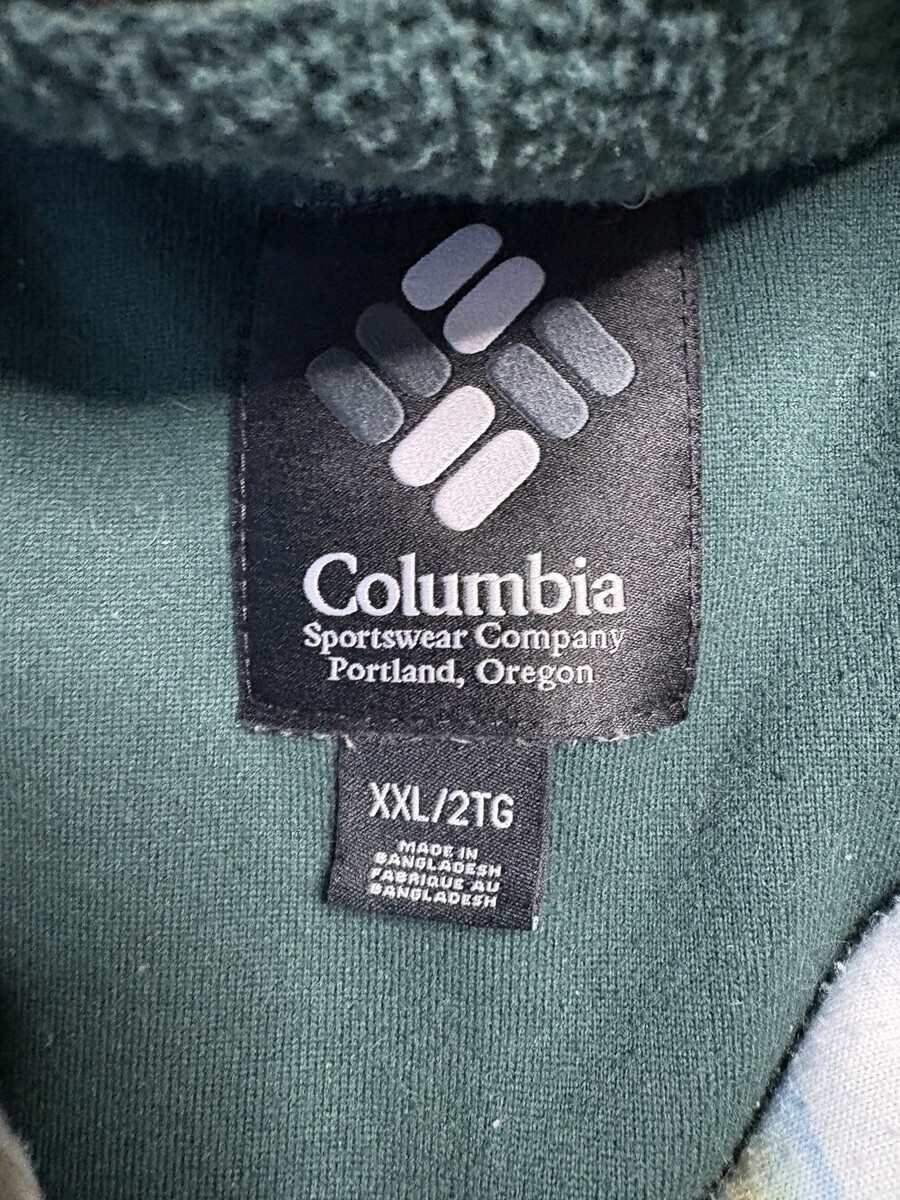 Columbia
Sportswear Company
Portland, Oregon
XXL/2TG
MADE IN
BANGLADESH
FABRIQUE AU
BANGLADESH